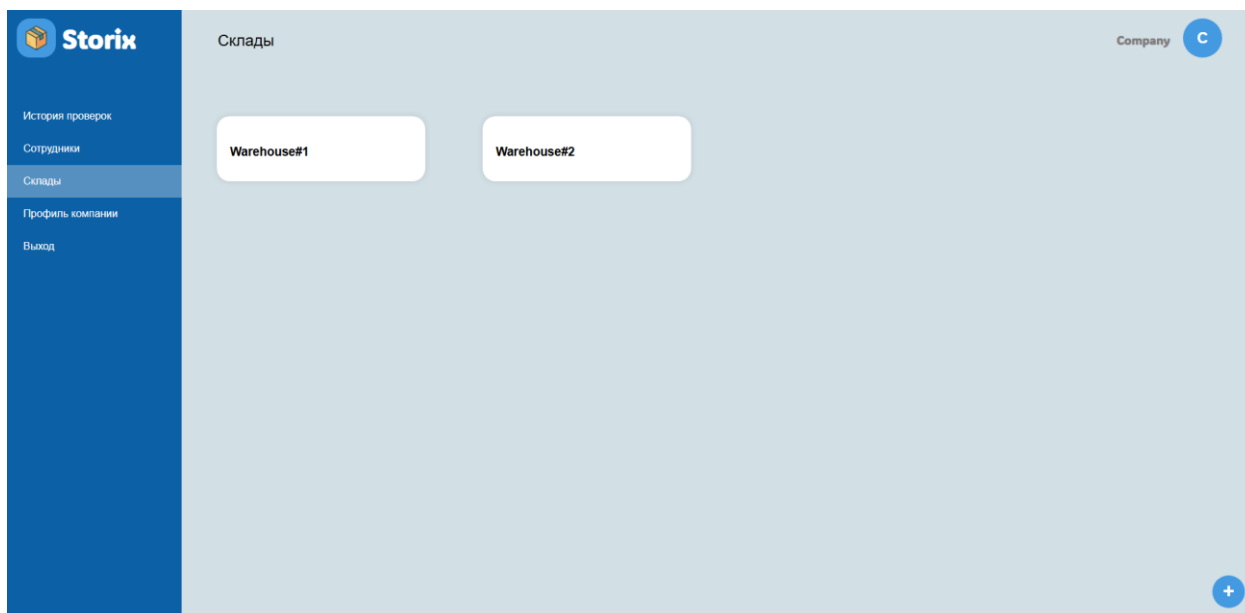 Storix
Склады
Company
C
История проверок
Сотрудники
Склады
Профиль компании
Выход
Warehouse#1
Warehouse#2
+